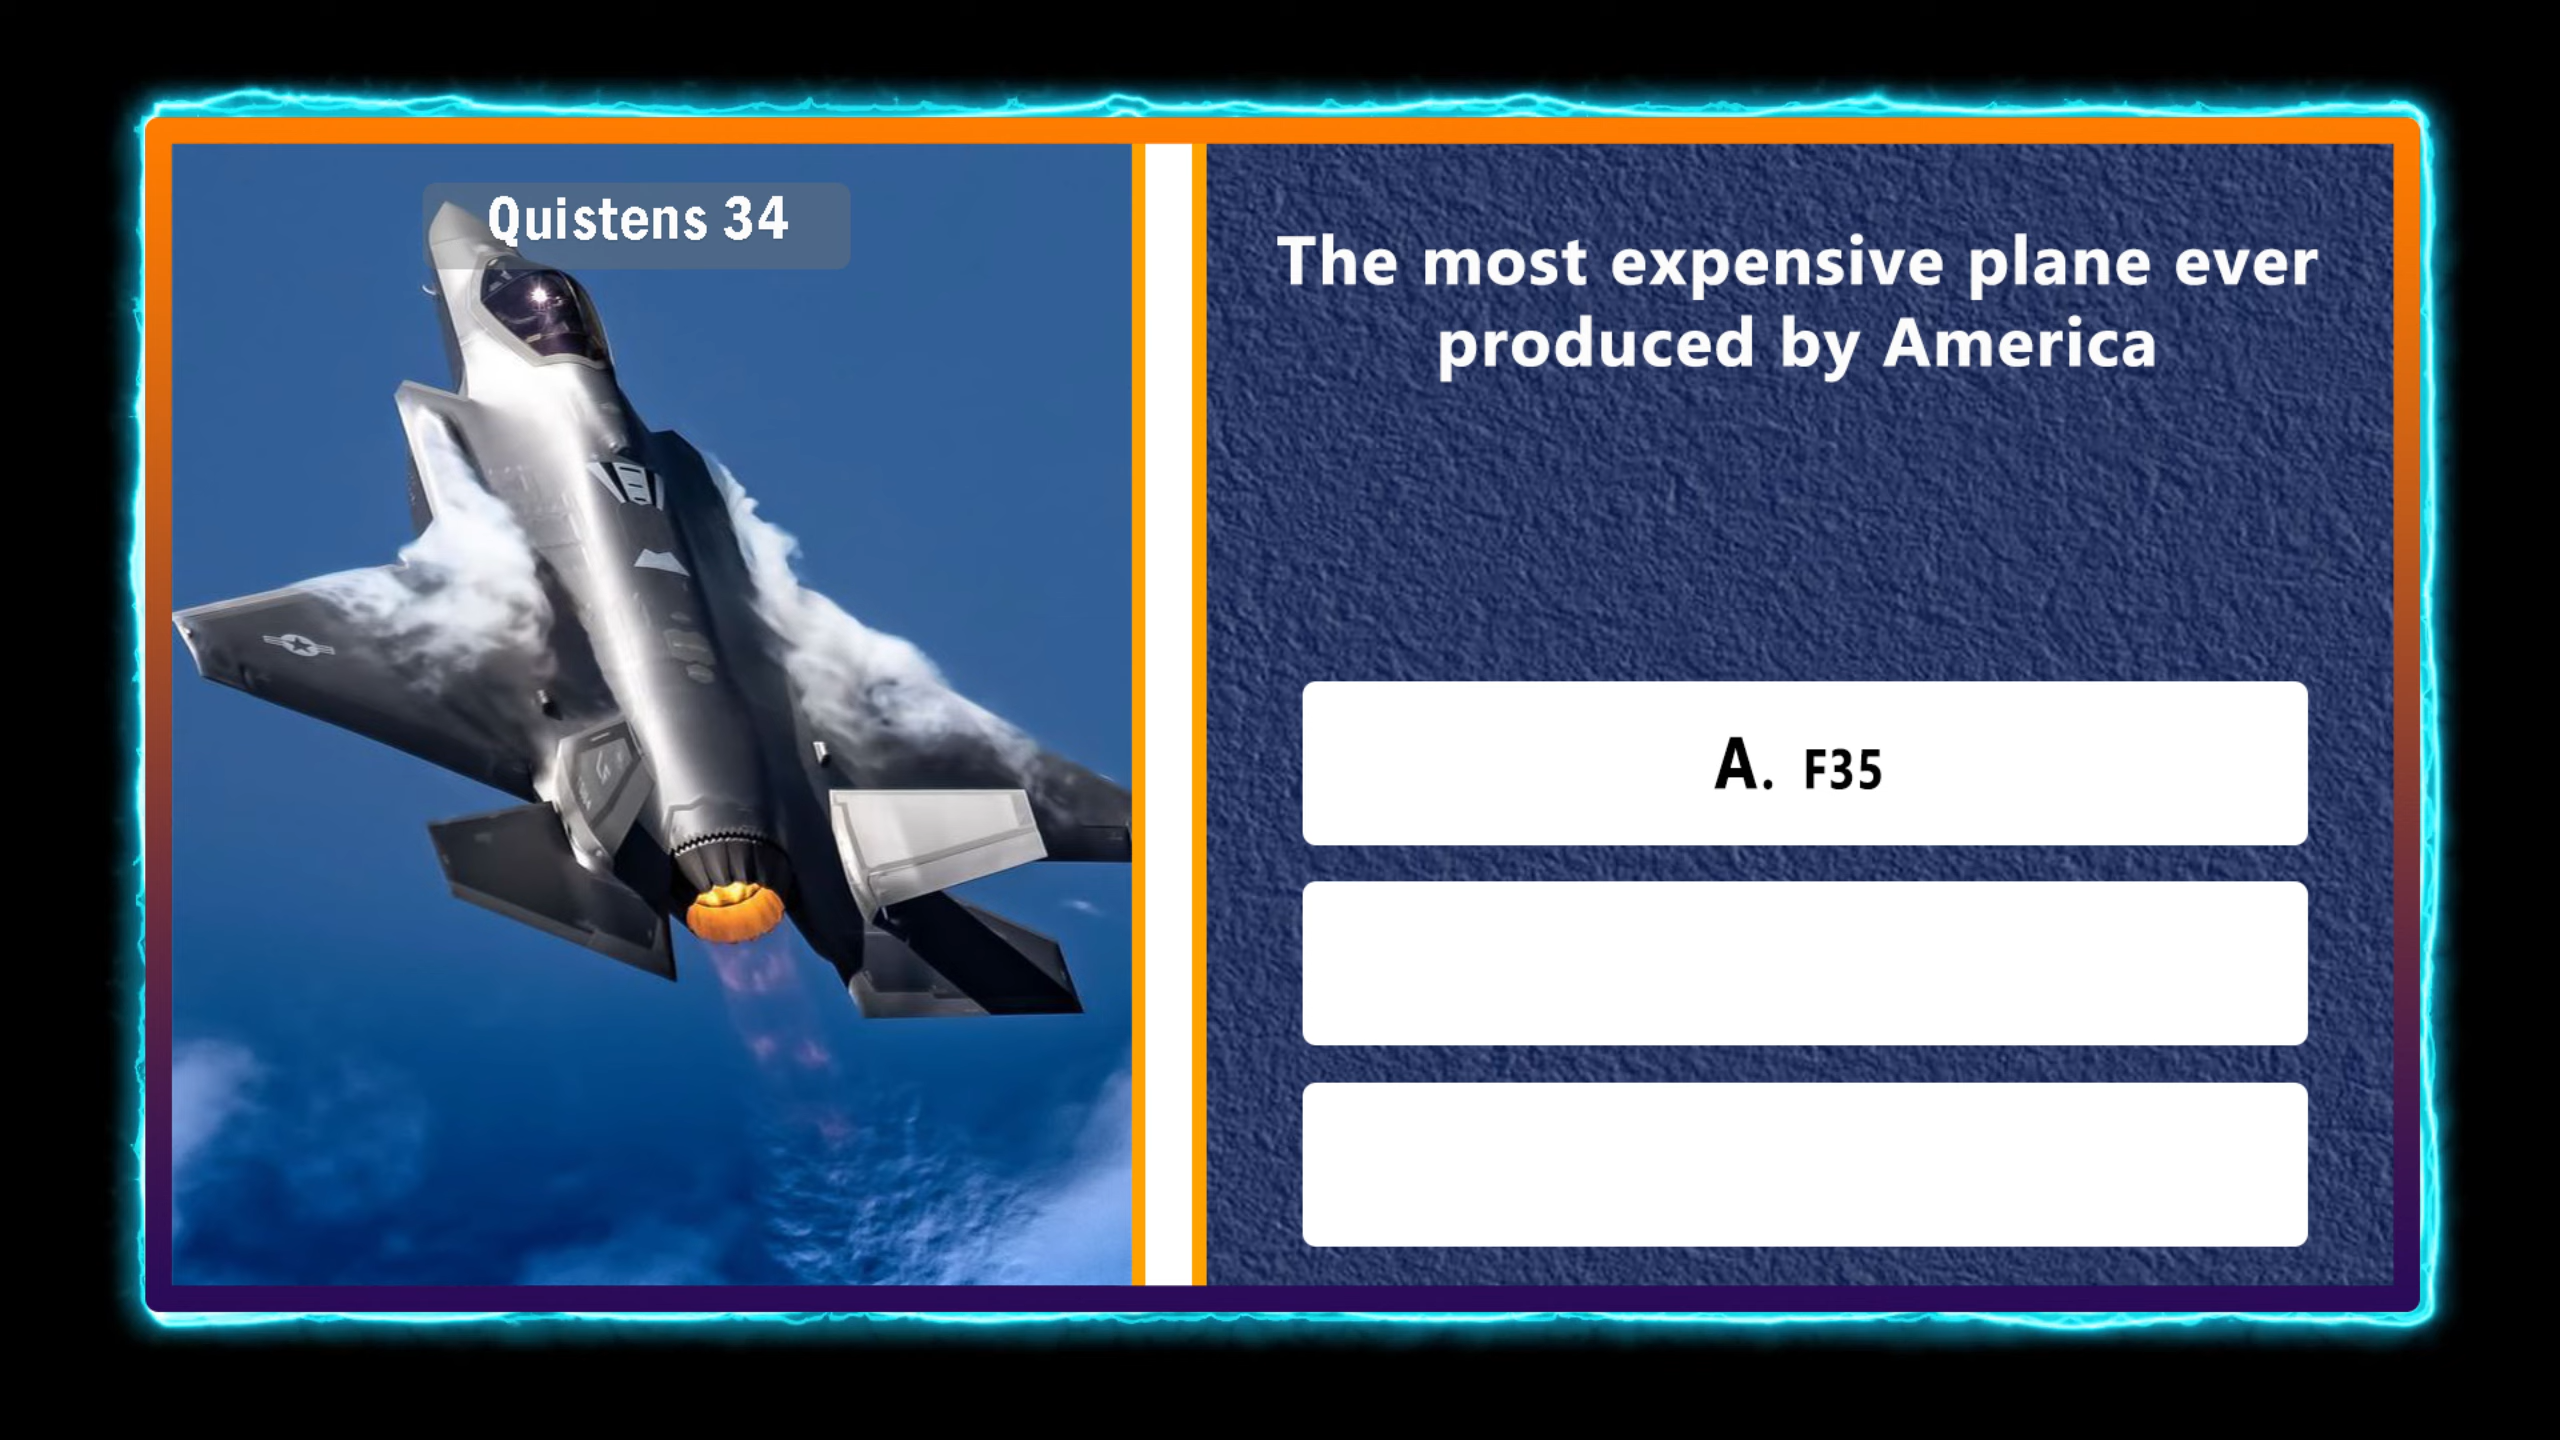 Quistens 34
The most expensive plane ever
produced by America
A. F35